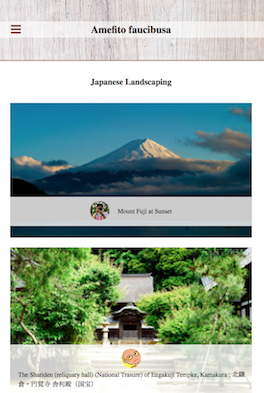 Amefito faucibusa
Japanese Landscaping
Mount Fuji at Sunset
The Shariden (reliquary hall) (National Trasure) of Engakuji Tempke, Kamakura ; 北鎌
倉・円覚寺 舎利殿（国宝）